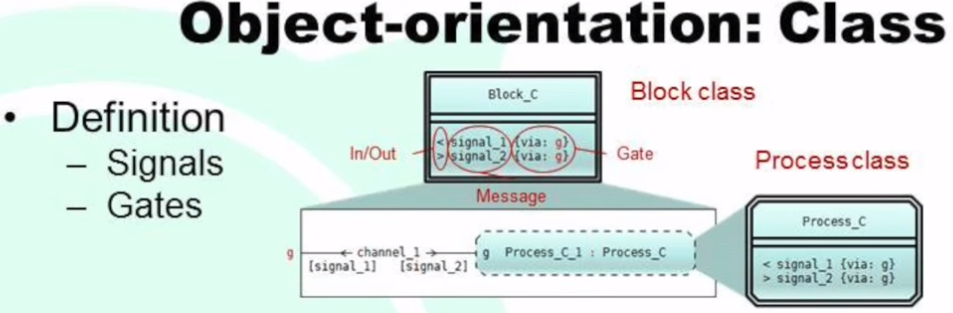 Object-orientation: Class
• Definition
– Signals
– Gates
Block_C
Block class
< signal_1 {via: g}
> signal_2 {via: g}
In/Out
Gate
Message
Process class
g
← channel_1 →
[signal_1] [signal_2]
g Process_C_1 : Process_C
Process_C
< signal_1 {via: g}
> signal_2 {via: g}